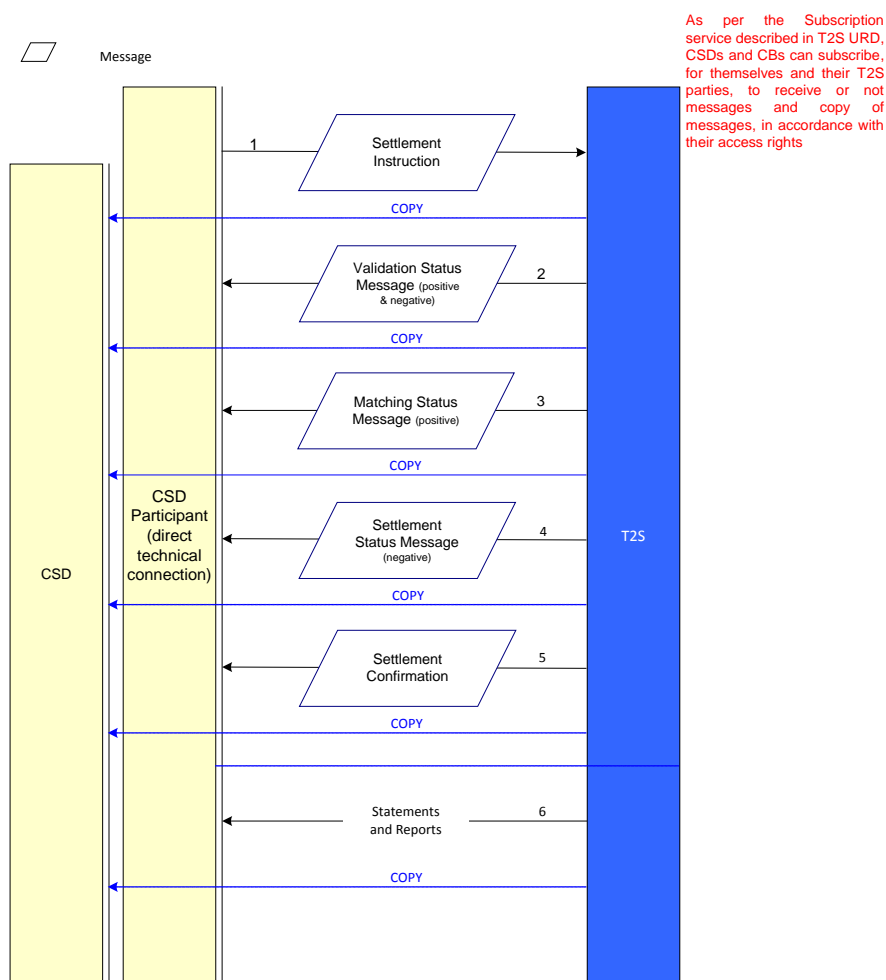 As per the Subscription
service described in T2S URD,
CSDs and CBs can subscribe,
for themselves and their T2S
parties, to receive or not
messages and copy of
messages, in accordance with
their access rights
Message
1
Settlement
Instruction
COPY
Validation Status
Message (positive
& negative)
2
COPY
Matching Status
Message (positive)
3
COPY
CSD
Participant
(direct
technical
connection)
Settlement
Status Message
(negative)
4
T2S
CSD
COPY
Settlement
Confirmation
5
COPY
Statements
and Reports
6
COPY